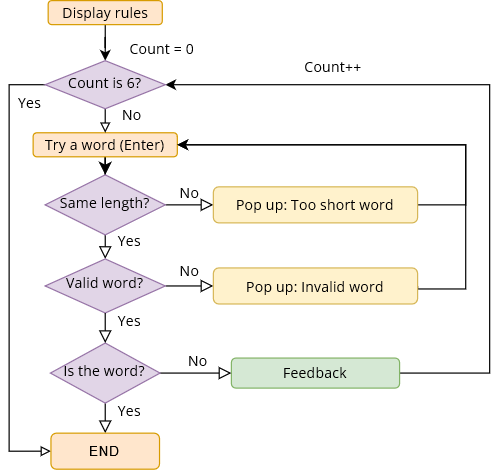 Display rules
Count = 0
Count++
Count is 6?
Yes
No
Try a word (Enter)
Same length?
No
Pop up: Too short word
Yes
Valid word?
No
Pop up: Invalid word
Yes
Is the word?
No
Feedback
Yes
END